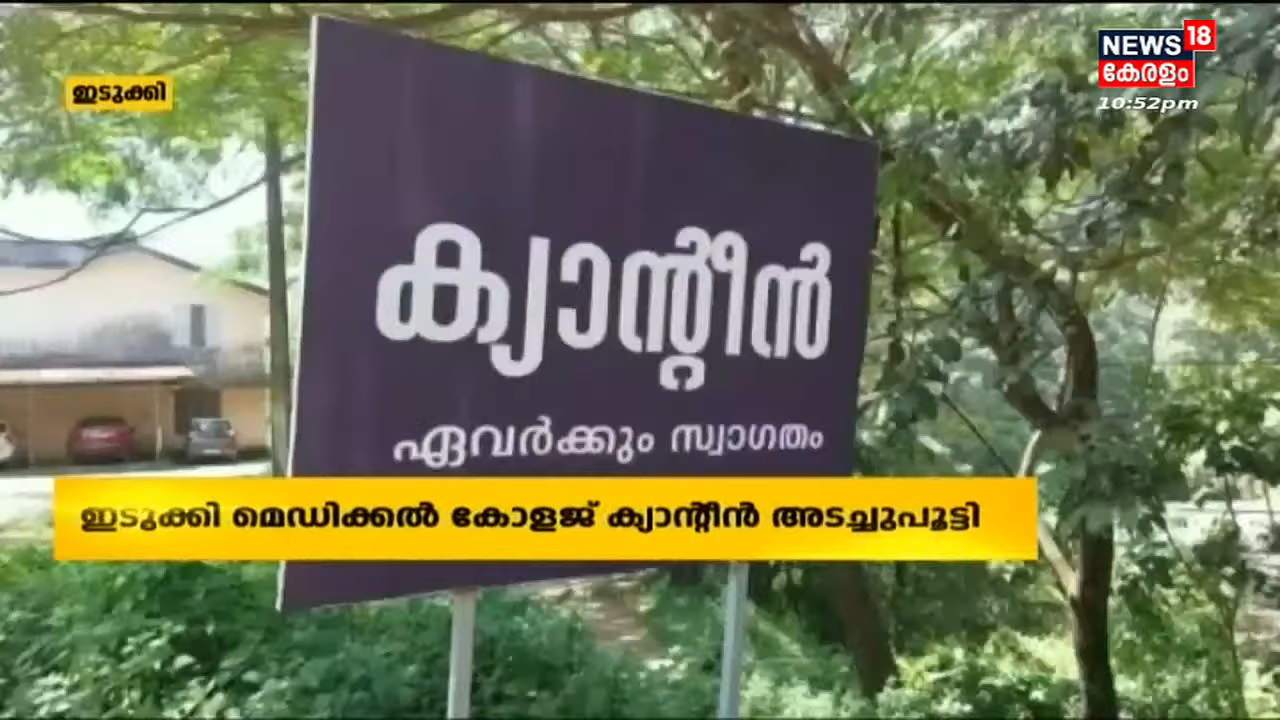 ഇടുക്കി
NEWS 18
കേരളം
10:52pm
ക്യാന്റീൻ
ഏവർക്കും സ്വാഗതം
ഇടുക്കി മെഡിക്കൽ കോളജ് ക്യാന്റീൻ അടച്ചുപൂട്ടി